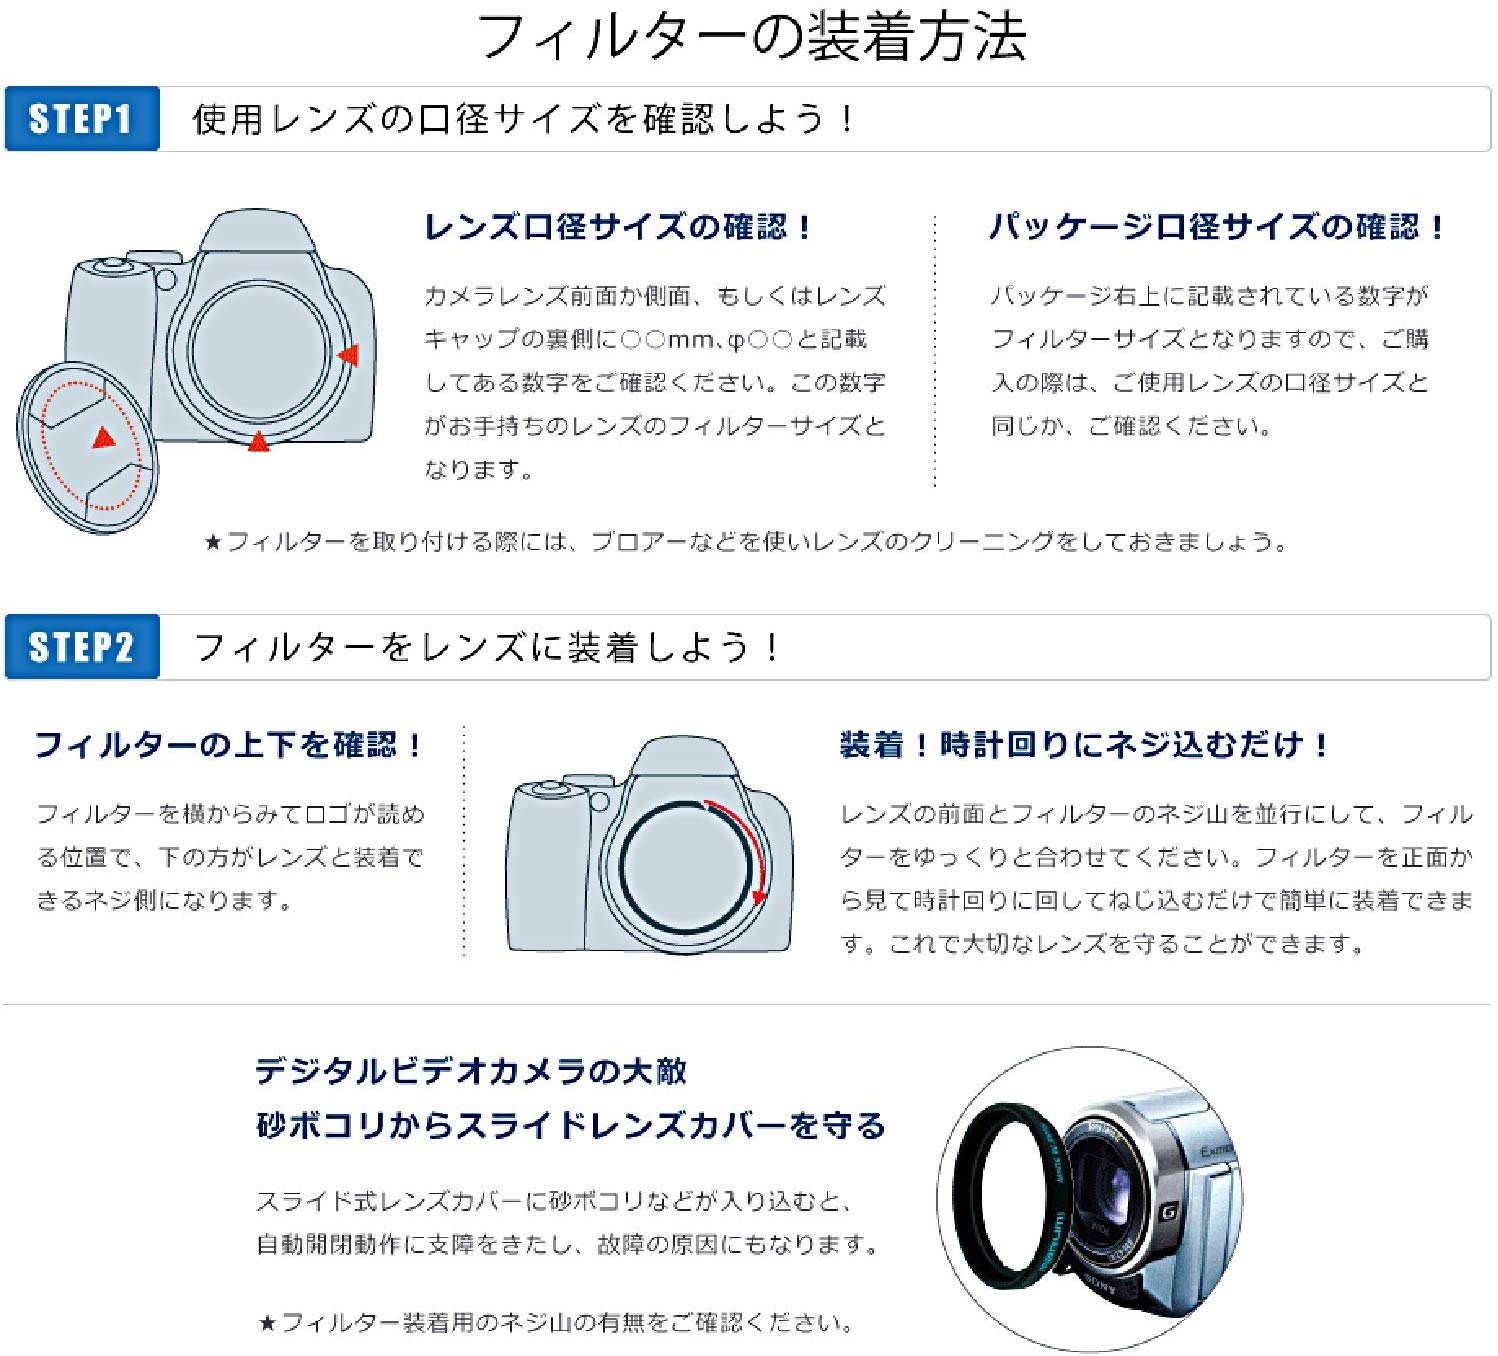 フィルターの装着方法
STEP1
使用レンズの口径サイズを確認しよう！
レンズ口径サイズの確認！
カメラレンズ前面か側面、もしくはレンズ
キャップの裏側に○○mm、φ○○と記載
してある数字をご確認ください。この数字
がお手持ちのレンズのフィルターサイズと
なります。
パッケージ口径サイズの確認！
パッケージ右上に記載されている数字が
フィルターサイズとなりますので、ご購
入の際は、ご使用レンズの口径サイズと
同じか、ご確認ください。
★フィルターを取り付ける際には、ブロアーなどを使いレンズのクリーニングをしておきましょう。
STEP2
フィルターをレンズに装着しよう！
フィルターの上下を確認！
フィルターを横からみてロゴが読め
る位置で、下の方がレンズと装着で
きるネジ側になります。
装着！時計回りにネジ込むだけ！
レンズの前面とフィルターのネジ山を並行にして、フィル
ターをゆっくりと合わせてください。フィルターを正面か
ら見て時計回りに回してねじ込むだけで簡単に装着できま
す。これで大切なレンズを守ることができます。
デジタルビデオカメラの大敵
砂ボコリからスライドレンズカバーを守る
スライド式レンズカバーに砂ボコリなどが入り込むと、
自動開閉動作に支障をきたし、故障の原因にもなります。
★フィルター装着用のネジ山の有無をご確認ください。
marumi
G
SONY